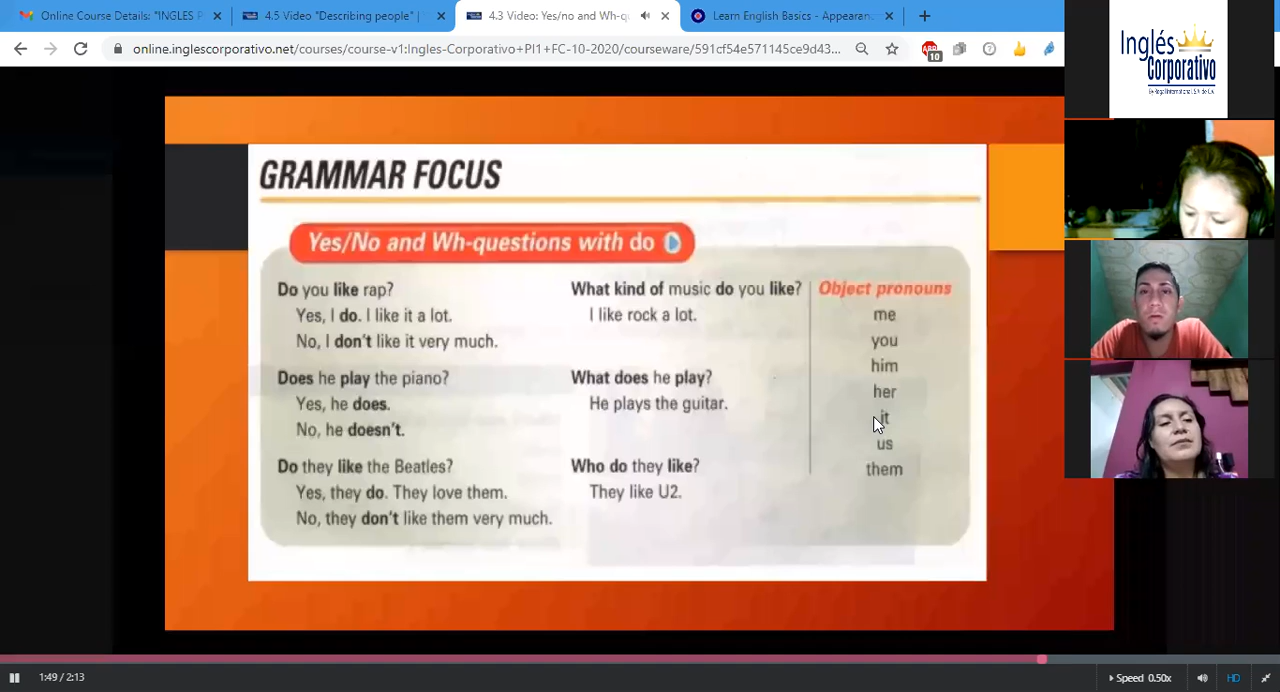 Online Course Details: "INGLES P
4.5 Video "Describing people" |
4.3 Video: Yes/no and Wh-qu
Learn English Basics - Appearanc
online.inglescorporativo.net/courses/course-v1:Ingles-Corporativo+PI1+FC-10-2020/courseware/591cf54e571145ce9d43...
ABP
10
Inglés
Corporativo
GRAMMAR FOCUS
Yes/No and Wh-questions with do
Do you like rap?
Yes, I do. I like it a lot.
No, I don't like it very much.
Does he play the piano?
Yes, he does.
No, he doesn't.
Do they like the Beatles?
Yes, they do. They love them.
No, they don't like them very much.
What kind of music do you like?
I like rock a lot.
What does he play?
He plays the guitar.
Who do they like?
They like U2.
Object pronouns
me
you
him
her
it
us
them
1:49 / 2:13
Speed 0.50x
HD